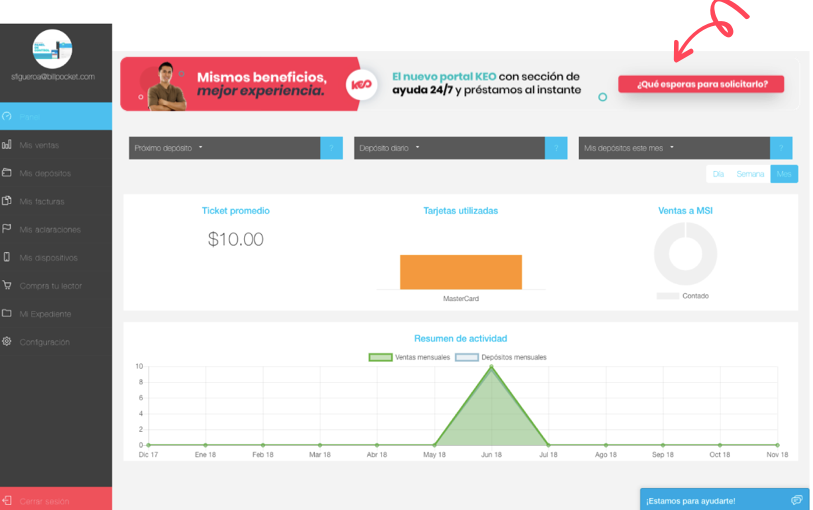 sfigueroa@billpocket.com
Panel
Mis ventas
Mis depósitos
Mis facturas
Mis aclaraciones
Mis dispositivos
Compra tu lector
Mi Expediente
Configuración
Cerrar sesión
Mismos beneficios,
mejor experiencia.
KEO
El nuevo portal KEO con sección de
ayuda 24/7 y préstamos al instante
¿Qué esperas para solicitarlo?
Próximo depósito
?
Depósito diario
?
Mis depósitos este mes
?
Día Semana Mes
Ticket promedio
$10.00
Tarjetas utilizadas
MasterCard
Ventas a MSI
Contado
Resumen de actividad
Ventas mensuales Depósitos mensuales
10
8
6
4
2
0
Dic 17 Ene 18 Feb 18 Mar 18 Abr 18 May 18 Jun 18 Jul 18 Ago 18 Sep 18 Oct 18 Nov 18
¡Estamos para ayudarte!